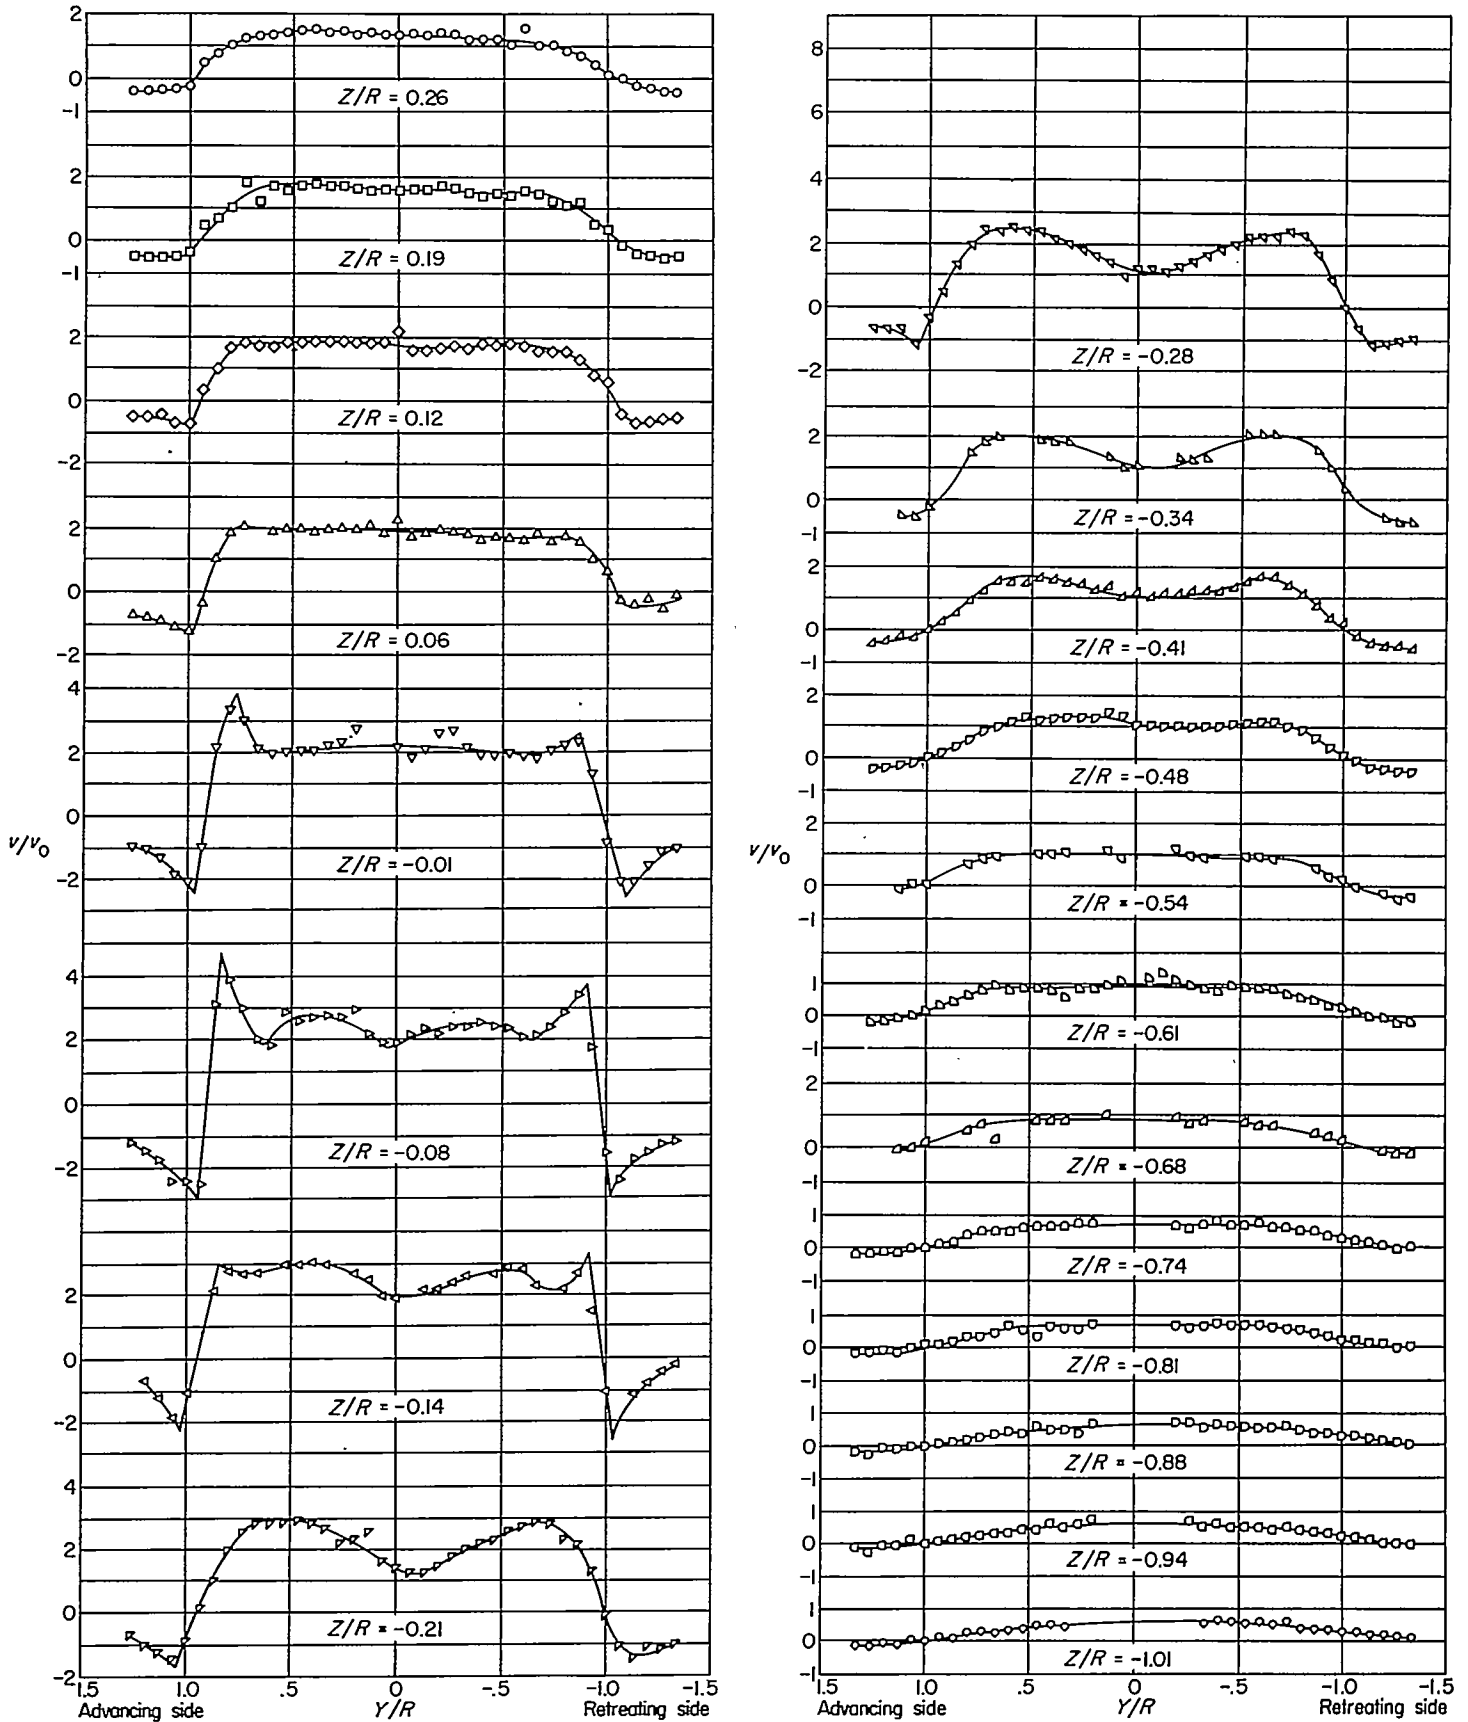 2
0
-1
Z/R = 0.26
2
0
-1
Z/R = 0.19
2
0
-2
Z/R = 0.12
2
0
-2
Z/R = 0.06
4
2
0
-2
v/v0
Z/R = -0.01
4
2
0
-2
Z/R = -0.08
2
0
-2
Z/R = -0.14
4
2
0
-2
Z/R = -0.21
1.5 1.0 .5 0 -.5 -1.0 -1.5
Advancing side Y/R Retreating side
8
6
4
2
0
-2
Z/R = -0.28
2
0
-1
Z/R = -0.34
2
0
-1
Z/R = -0.41
2
0
-1
Z/R = -0.48
2
v/v0
0
-1
Z/R = -0.54
1
0
-1
Z/R = -0.61
2
0
-1
Z/R = -0.68
1
0
-1
Z/R = -0.74
1
0
-1
Z/R = -0.81
1
0
-1
Z/R = -0.88
1
0
-1
Z/R = -0.94
1
0
-1
Z/R = -1.01
1.5 1.0 .5 0 -.5 -1.0 -1.5
Advancing side Y/R Retreating side